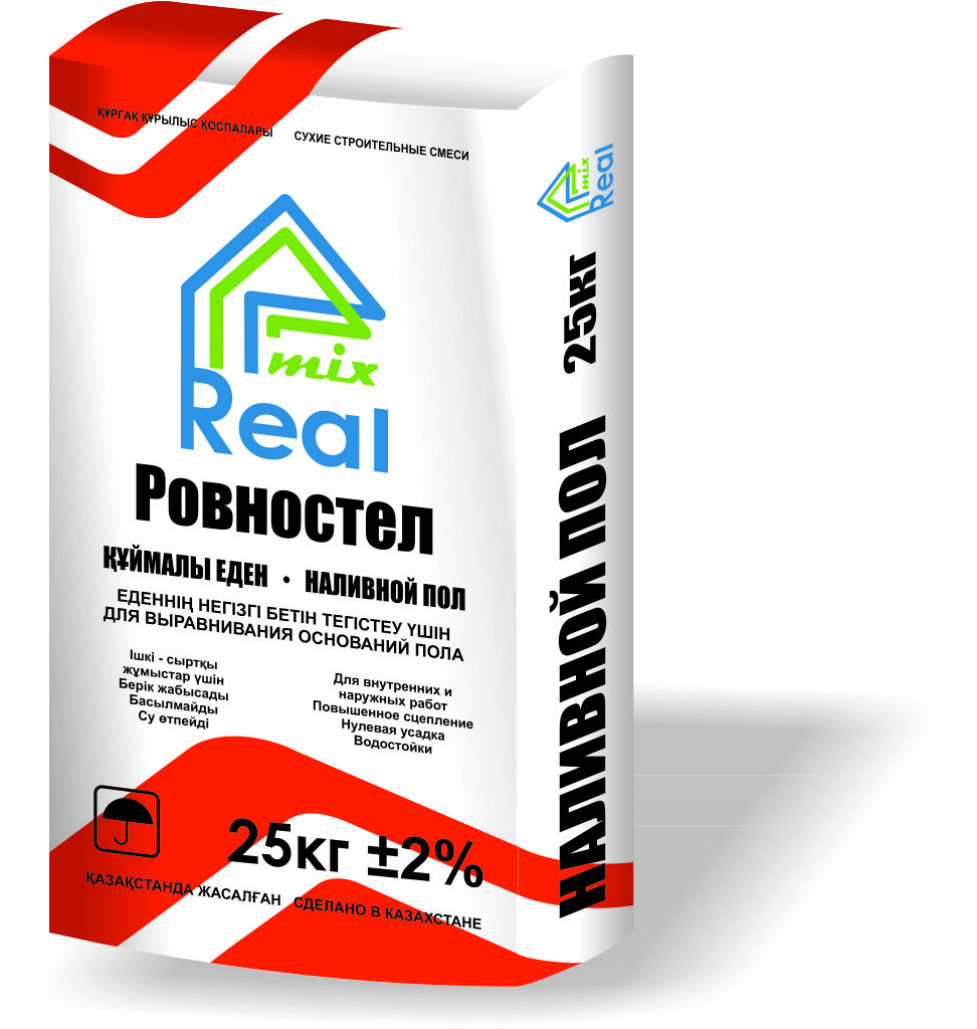 ҚҰРҒАҚ ҚҰРЫЛЫС ҚОСПАЛАРЫ
СУХИЕ СТРОИТЕЛЬНЫЕ СМЕСИ
mix
Real
Ровностел
ҚҰЙМАЛЫ ЕДЕН • НАЛИВНОЙ ПОЛ
ЕДЕННІҢ НЕГІЗГІ БЕТІН ТЕГІСТЕУ ҮШІН
ДЛЯ ВЫРАВНИВАНИЯ ОСНОВАНИЙ ПОЛА
Ішкі - сыртқы
жұмыстар үшін
Берік жабысады
Басылмайды
Су өтпейді
Для внутренних и
наружных работ
Повышенное сцепление
Нулевая усадка
Водостойки
25кг ±2%
ҚАЗАҚСТАНДА ЖАСАЛҒАН
СДЕЛАНО В КАЗАХСТАНЕ
mix
Real
НАЛИВНОЙ ПОЛ 25кг